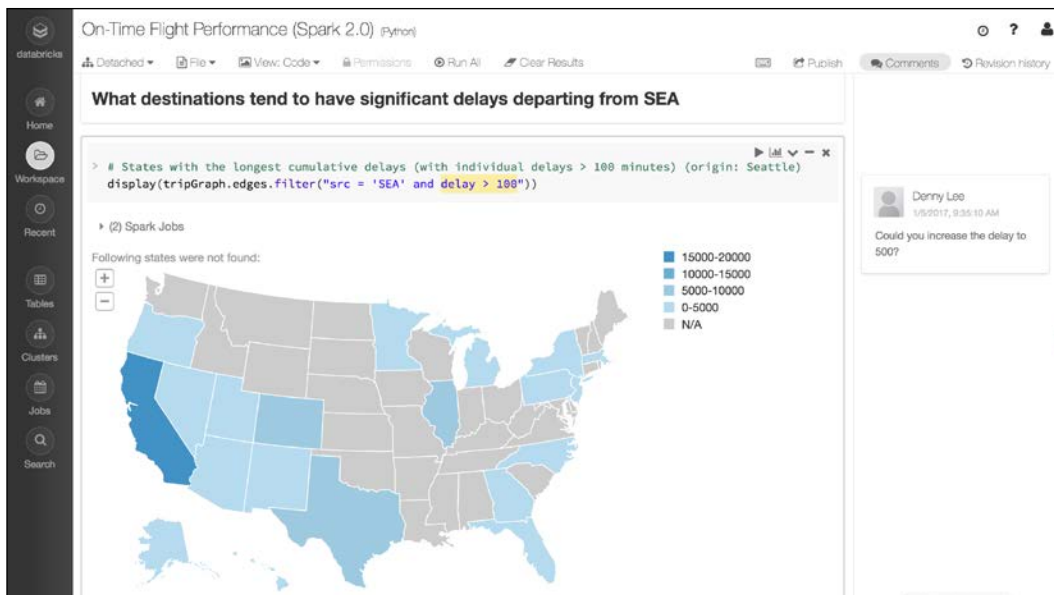 databricks
On-Time Flight Performance (Spark 2.0) (Python)
?
Detached
File
View: Code
Permissions
Run All
Clear Results
Publish
Comments
Revision history
Home
Workspace
Recent
Tables
Clusters
Jobs
Search
What destinations tend to have significant delays departing from SEA
> # States with the longest cumulative delays (with individual delays > 100 minutes) (origin: Seattle)
display(tripGraph.edges.filter("src = 'SEA' and delay > 100"))
(2) Spark Jobs
Following states were not found:
+
−
15000-20000
10000-15000
5000-10000
0-5000
N/A
Denny Lee
1/5/2017, 9:35:10 AM
Could you increase the delay to
500?